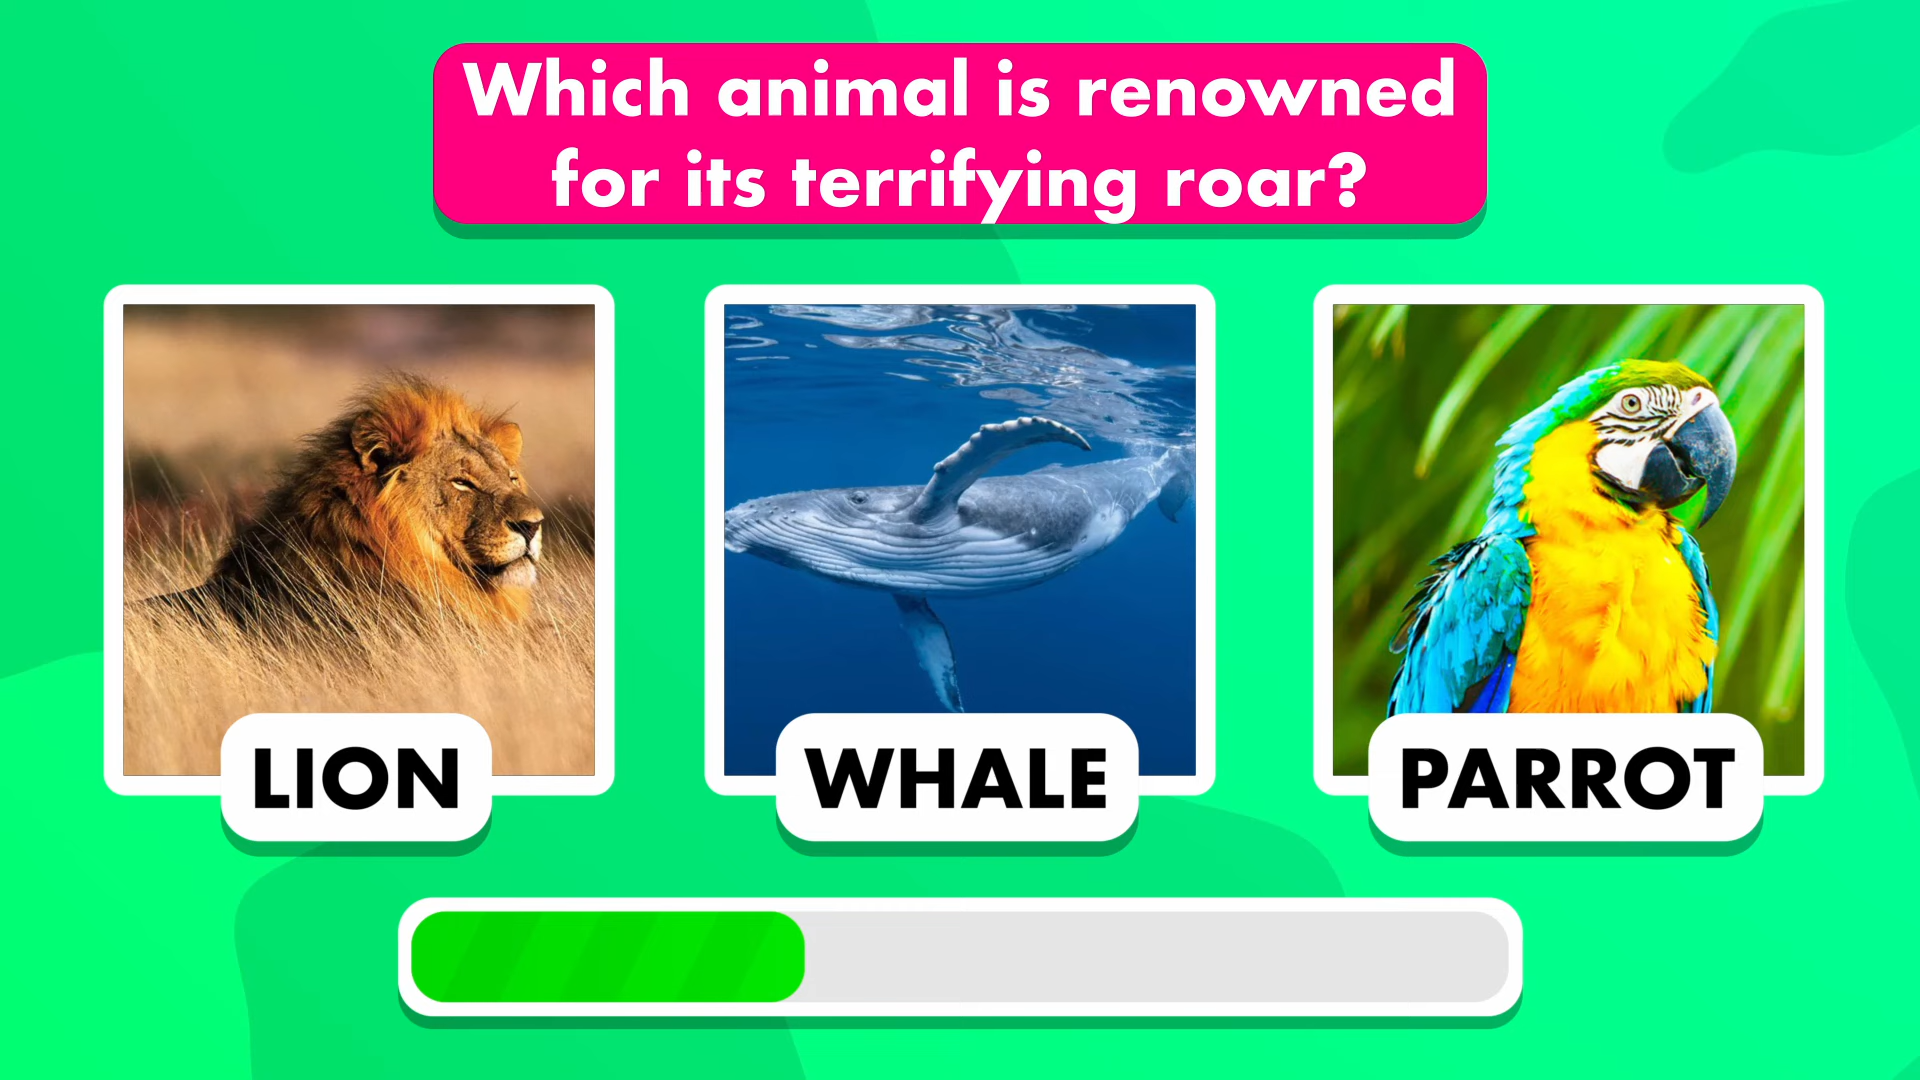 Which animal is renowned
for its terrifying roar?
LION
WHALE
PARROT